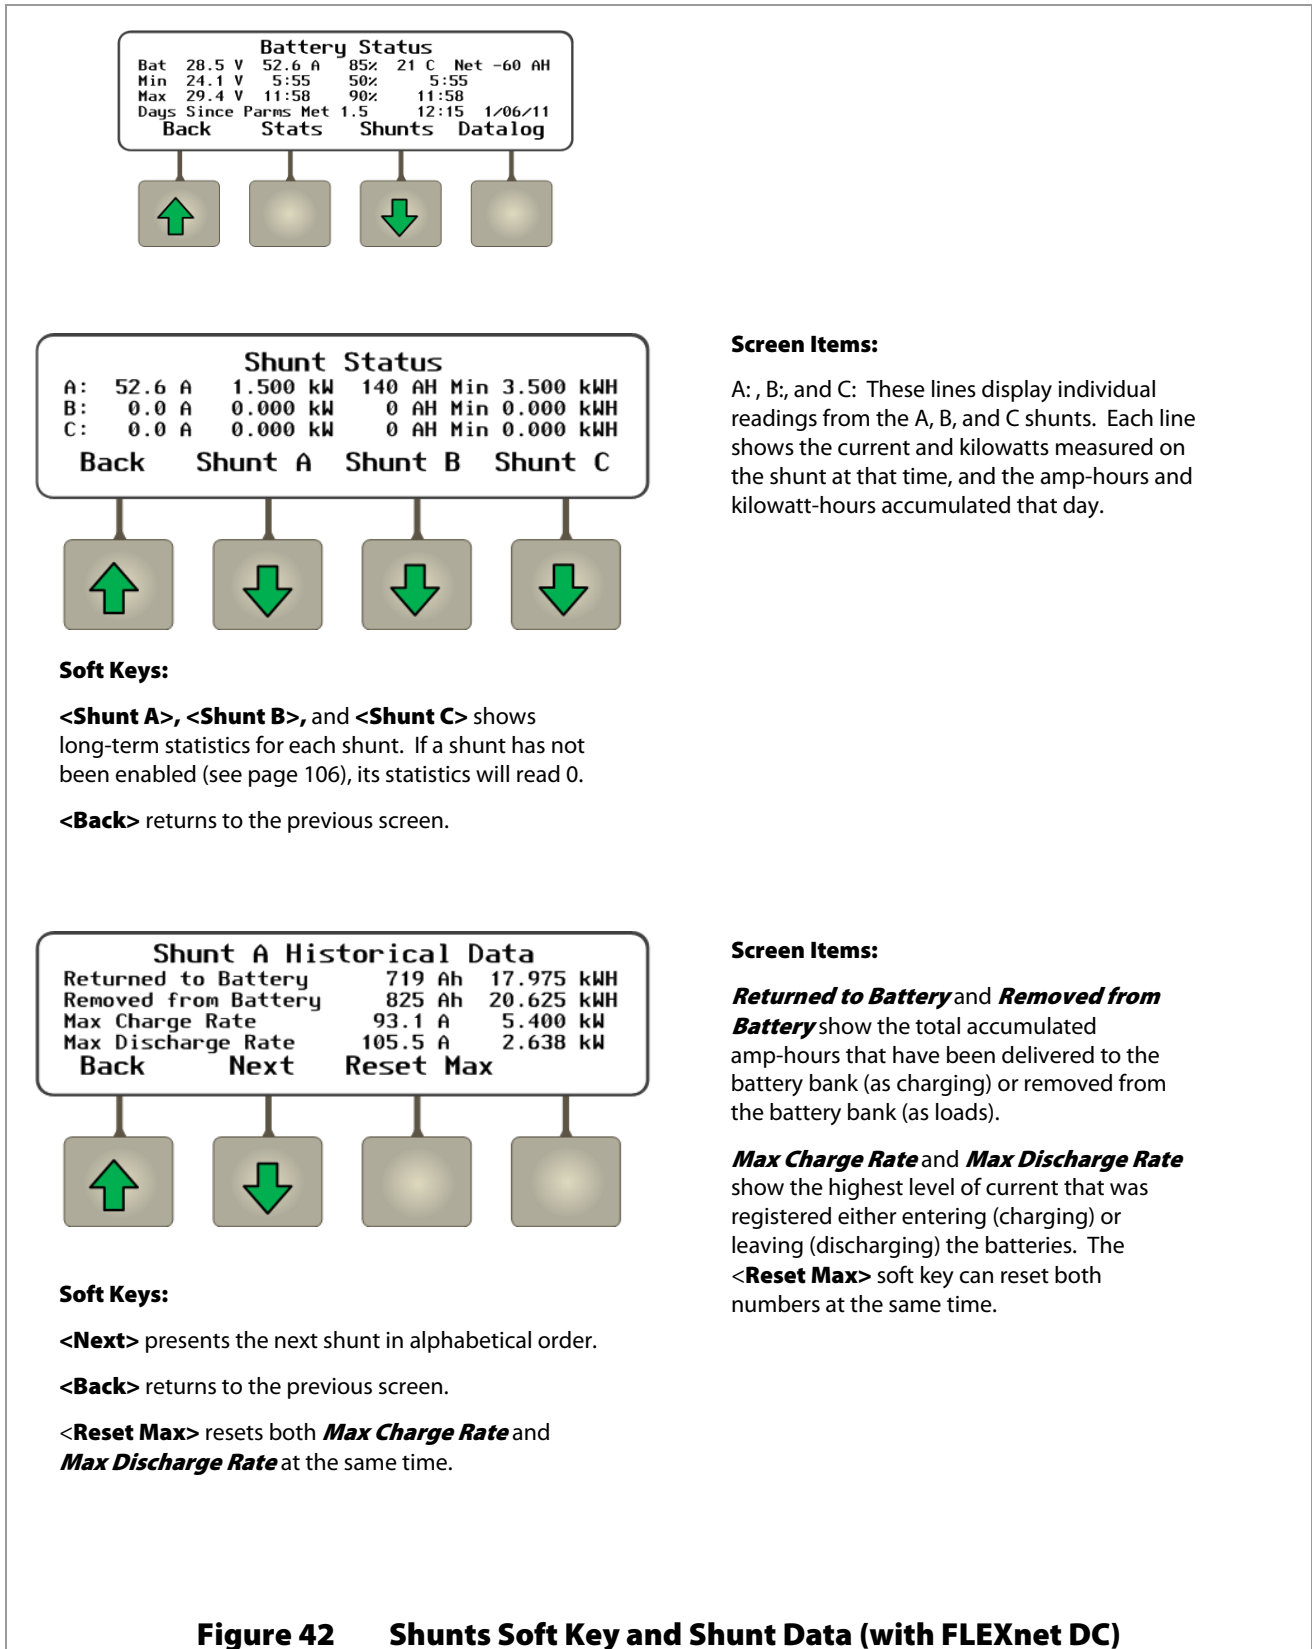 Battery Status
Bat 28.5 V 52.6 A 85% 21 C Net -60 AH
Min 24.1 V 5:55 50% 5:55
Max 29.4 V 11:58 90% 11:58
Days Since Parms Met 1.5 12:15 1/06/11
Back Stats Shunts Datalog
Shunt Status
A: 52.6 A 1.500 kW 140 AH Min 3.500 kWH
B: 0.0 A 0.000 kW 0 AH Min 0.000 kWH
C: 0.0 A 0.000 kW 0 AH Min 0.000 kWH
Back Shunt A Shunt B Shunt C
Screen Items:
A: , B:, and C: These lines display individual
readings from the A, B, and C shunts. Each line
shows the current and kilowatts measured on
the shunt at that time, and the amp-hours and
kilowatt-hours accumulated that day.
Soft Keys:
<Shunt A>, <Shunt B>, and <Shunt C> shows
long-term statistics for each shunt. If a shunt has not
been enabled (see page 106), its statistics will read 0.
<Back> returns to the previous screen.
Shunt A Historical Data
Returned to Battery 719 Ah 17.975 kWH
Removed from Battery 825 Ah 20.625 kWH
Max Charge Rate 93.1 A 5.400 kW
Max Discharge Rate 105.5 A 2.638 kW
Back Next Reset Max
Screen Items:
Returned to Battery and Removed from
Battery show the total accumulated
amp-hours that have been delivered to the
battery bank (as charging) or removed from
the battery bank (as loads).
Max Charge Rate and Max Discharge Rate
show the highest level of current that was
registered either entering (charging) or
leaving (discharging) the batteries. The
<Reset Max> soft key can reset both
numbers at the same time.
Soft Keys:
<Next> presents the next shunt in alphabetical order.
<Back> returns to the previous screen.
<Reset Max> resets both Max Charge Rate and
Max Discharge Rate at the same time.
Figure 42 Shunts Soft Key and Shunt Data (with FLEXnet DC)